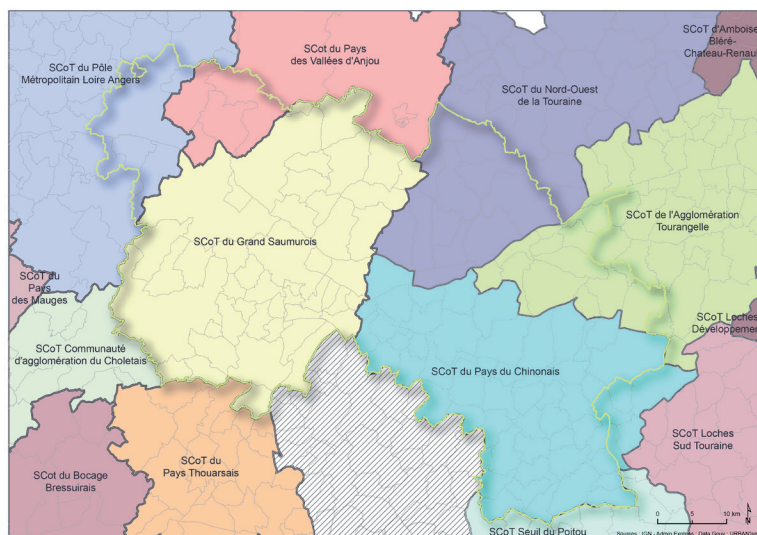 SCoT du Pôle
Métropolitain Loire Angers
SCot du Pays
des Vallées d'Anjou
SCoT du Nord-Ouest
de la Touraine
SCoT d'Amboise
Bléré-
Chateau-Renault
SCoT du Grand Saumurois
SCoT de l'Agglomération
Tourangelle
SCoT du
Pays
des Mauges
SCoT Communauté
d'agglomération du Choletais
SCoT Loches
Développement
SCoT du Pays du Chinonais
SCoT du
Pays Thouarsais
SCoT Loches
Sud Touraine
SCot du Bocage
Bressuirais
SCoT Seuil du Poitou
0 5 10 km
N
Sources : IGN - Admin Express